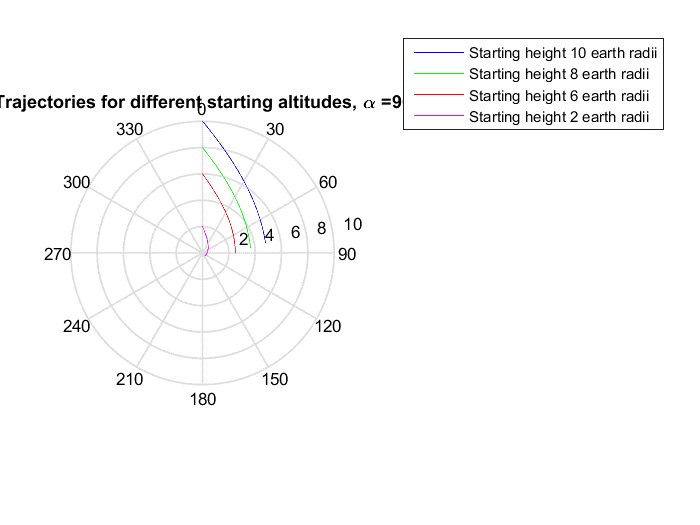 Starting height 10 earth radii
Starting height 8 earth radii
Starting height 6 earth radii
Starting height 2 earth radii
Trajectories for different starting altitudes, α =9
0
330 30
300 60
2 4 6 8 10
270 90
240 120
210 150
180